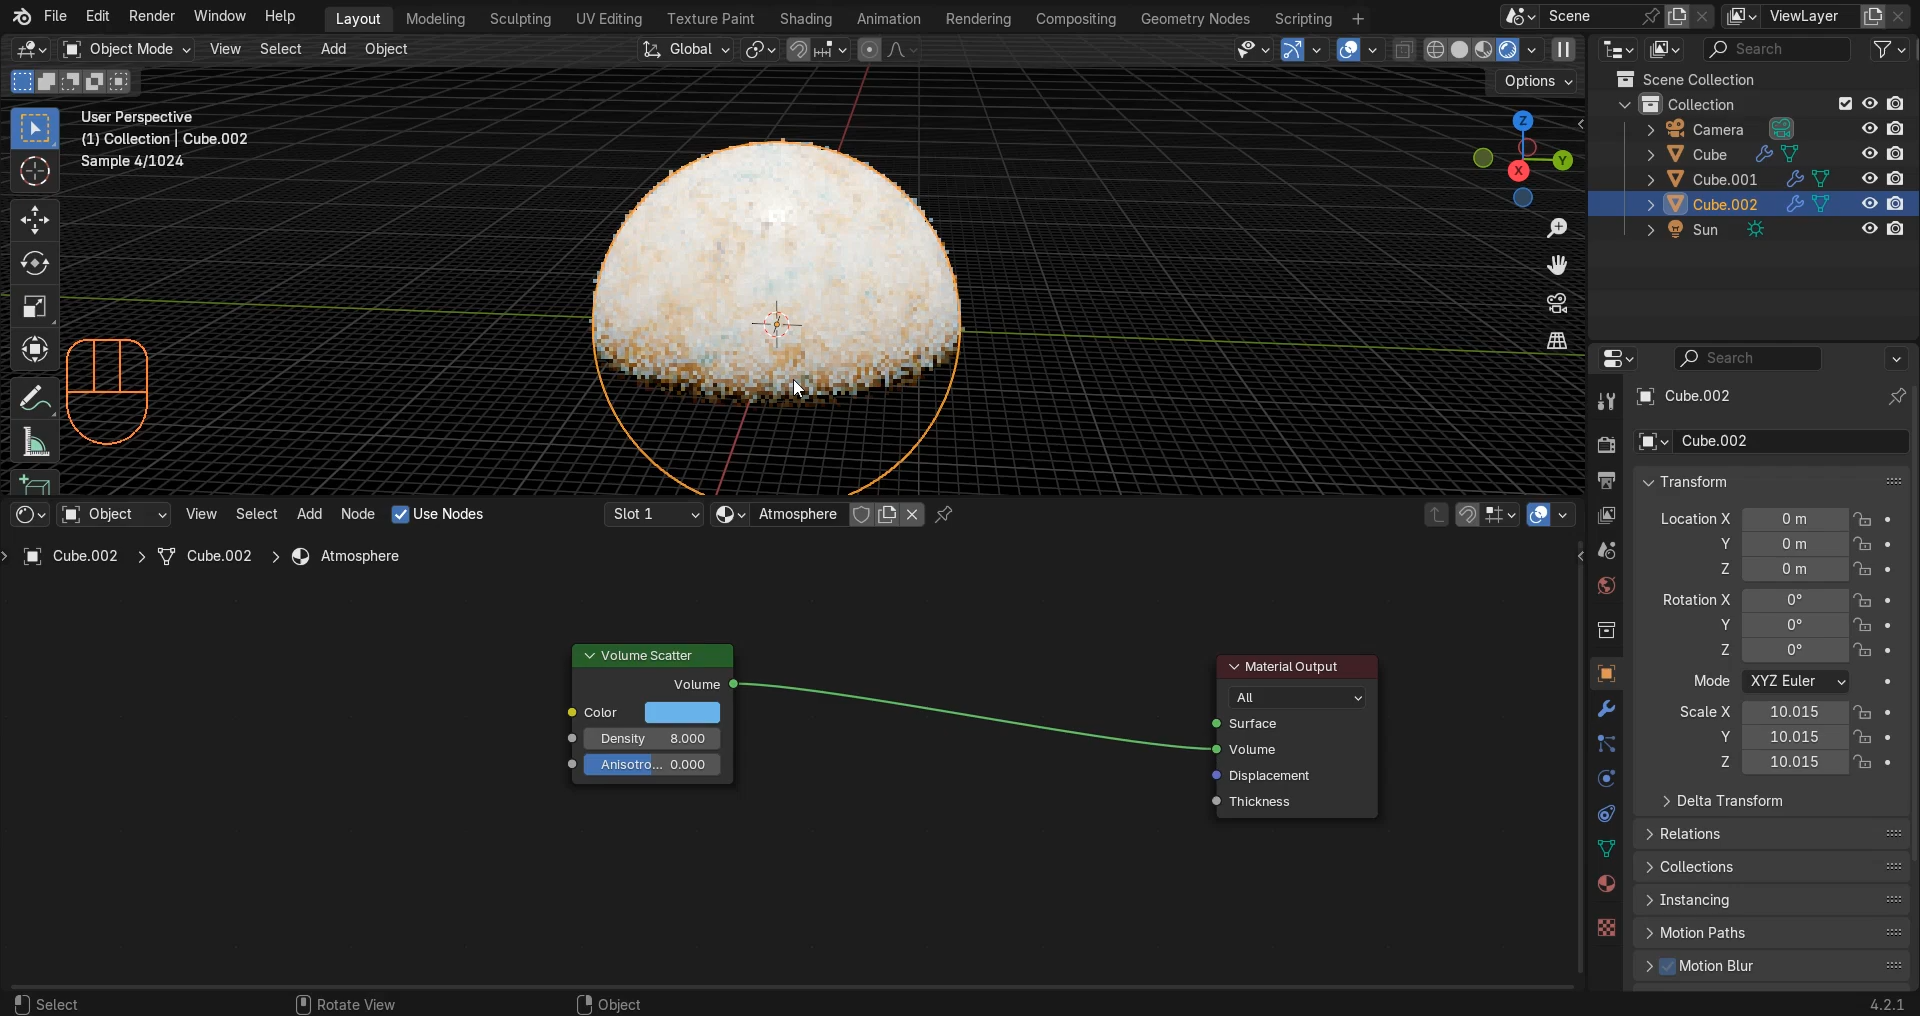 File Edit Render Window Help Layout Modeling Sculpting UV Editing Texture Paint Shading Animation Rendering Compositing Geometry Nodes Scripting Scene ViewLayer
Object Mode View Select Add Object Global Search
Options
Scene Collection
Collection
Camera
Cube
Cube.001
Cube.002
Sun
User Perspective
(1) Collection | Cube.002
Sample 4/1024
Z
Y
X
Search
Cube.002
Cube.002
Transform
Location X 0 m
Y 0 m
Z 0 m
Rotation X 0°
Y 0°
Z 0°
Mode XYZ Euler
Scale X 10.015
Y 10.015
Z 10.015
Delta Transform
Relations
Collections
Instancing
Motion Paths
Motion Blur
Object View Select Add Node Use Nodes Slot 1 Atmosphere
Cube.002 Cube.002 Atmosphere
Volume Scatter
Volume
Color
Density 8.000
Anisotro... 0.000
Material Output
All
Surface
Volume
Displacement
Thickness
Select Rotate View Object 4.2.1